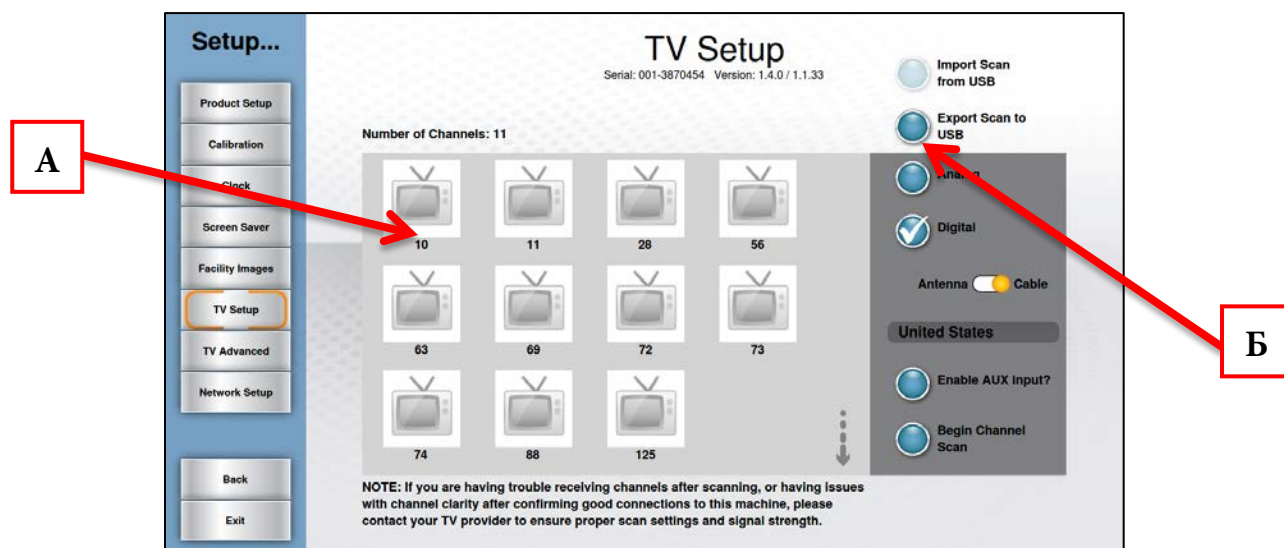 Setup...
Product Setup
Calibration
Clock
Screen Saver
Facility Images
TV Setup
TV Advanced
Network Setup
Back
Exit
А
TV Setup
Serial: 001-3870454 Version: 1.4.0 / 1.1.33
Number of Channels: 11
10 11 28 56
63 69 72 73
74 88 125
NOTE: If you are having trouble receiving channels after scanning, or having issues
with channel clarity after confirming good connections to this machine, please
contact your TV provider to ensure proper scan settings and signal strength.
Import Scan
from USB
Export Scan to
USB
Analog
Digital
Antenna Cable
United States
Enable AUX Input?
Begin Channel
Scan
Б